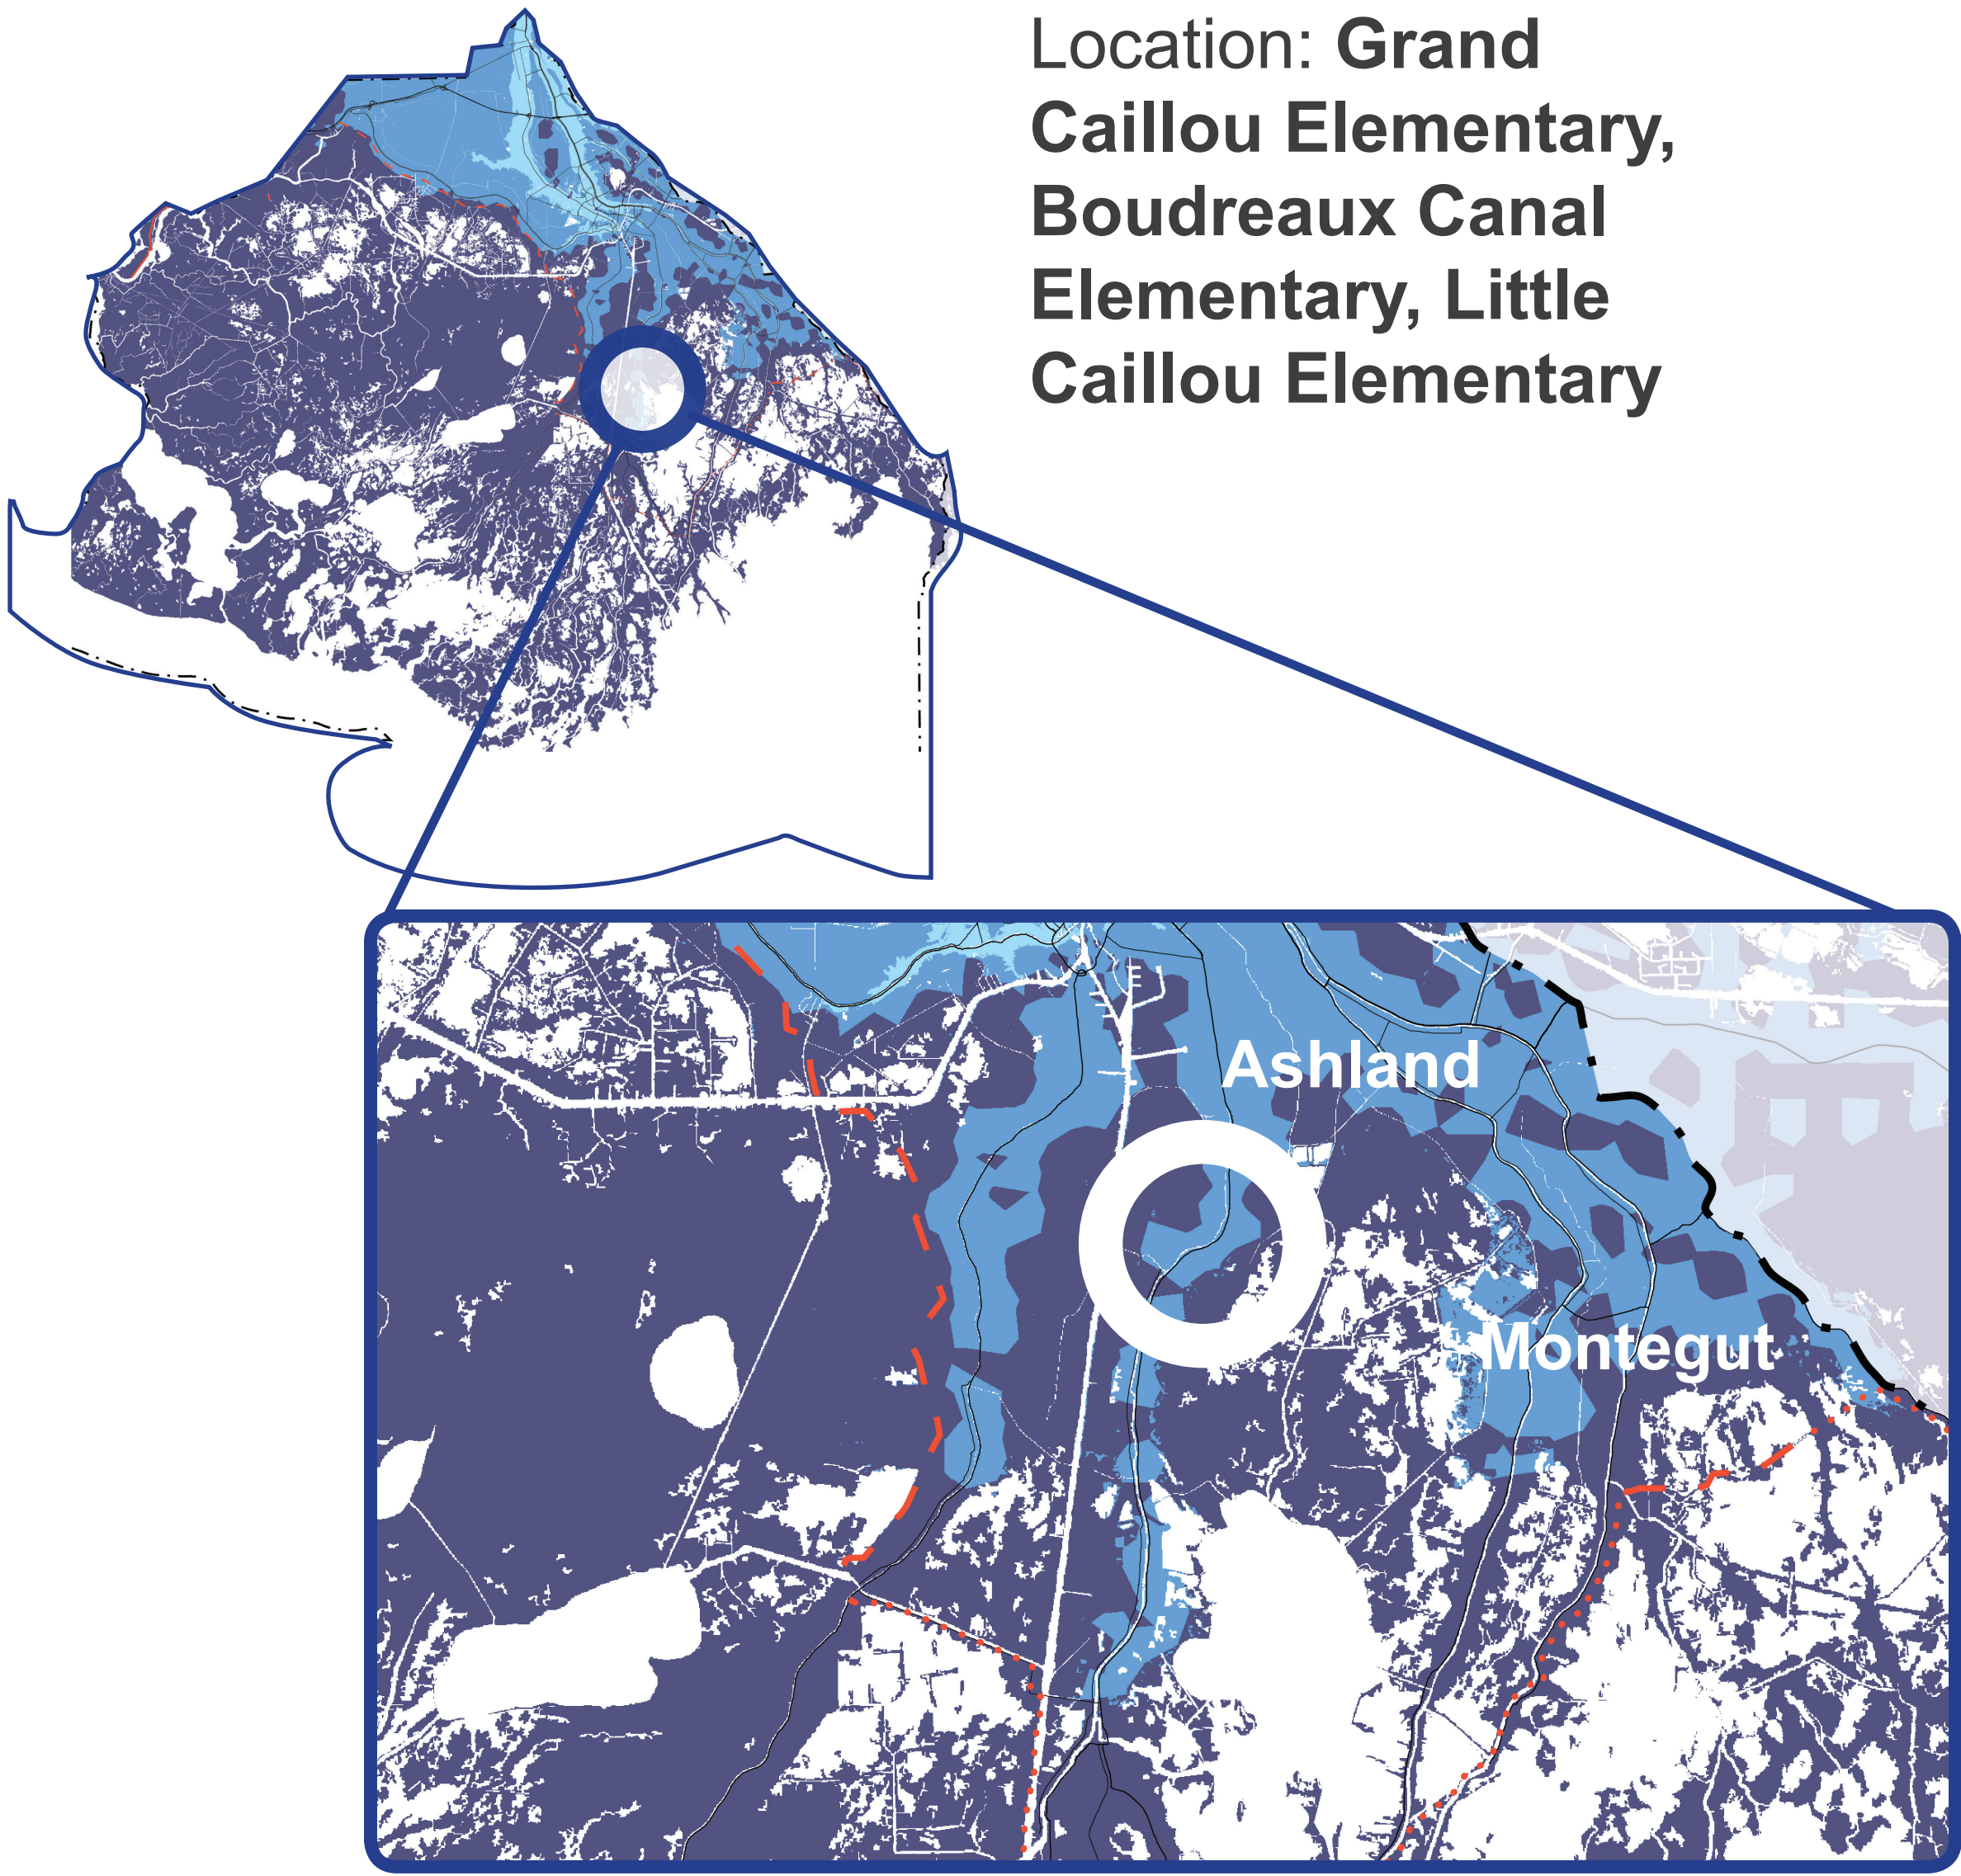 Location: Grand
Caillou Elementary,
Boudreaux Canal
Elementary, Little
Caillou Elementary
Ashland
Montegut